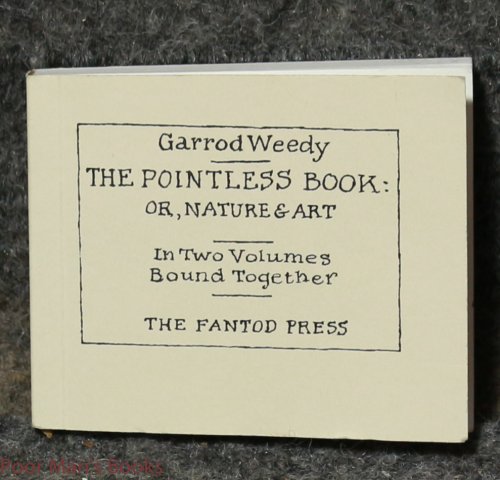 Garrod Weedy
THE POINTLESS BOOK:
OR, NATURE & ART
In Two Volumes
Bound Together
THE FANTOD PRESS
Poor Man's Books